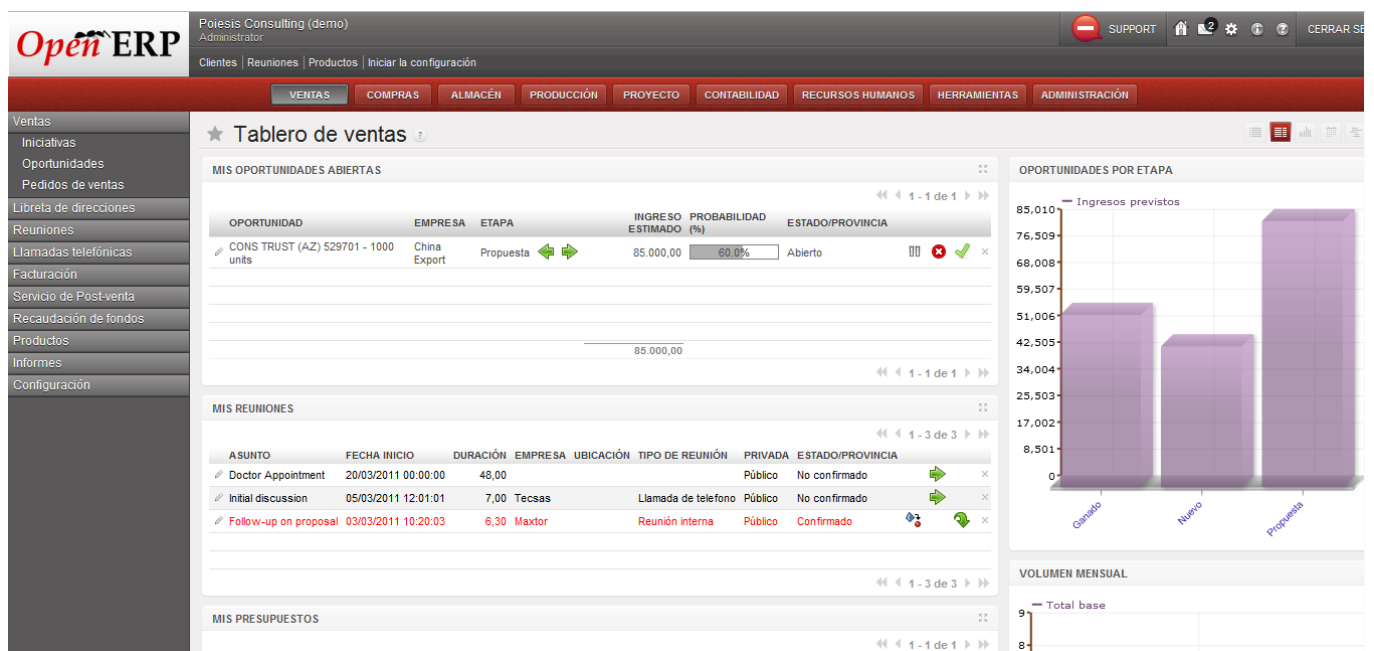 Open ERP
Poiesis Consulting (demo)
Administrator
SUPPORT
2
CERRAR SE
Clientes | Reuniones | Productos | Iniciar la configuración
VENTAS COMPRAS ALMACÉN PRODUCCIÓN PROYECTO CONTABILIDAD RECURSOS HUMANOS HERRAMIENTAS ADMINISTRACIÓN
Ventas
Iniciativas
Oportunidades
Pedidos de ventas
Libreta de direcciones
Reuniones
Llamadas telefónicas
Facturación
Servicio de Post-venta
Recaudación de fondos
Productos
Informes
Configuración
Tablero de ventas ?
MIS OPORTUNIDADES ABIERTAS
1 - 1 de 1
OPORTUNIDAD EMPRESA ETAPA INGRESO ESTIMADO PROBABILIDAD (%) ESTADO/PROVINCIA
CONS TRUST (AZ) 529701 - 1000 units China Export Propuesta 85.000,00 60.0% Abierto
85.000,00
1 - 1 de 1
MIS REUNIONES
1 - 3 de 3
ASUNTO FECHA INICIO DURACIÓN EMPRESA UBICACIÓN TIPO DE REUNIÓN PRIVADA ESTADO/PROVINCIA
Doctor Appointment 20/03/2011 00:00:00 48,00 Público No confirmado
Initial discussion 05/03/2011 12:01:01 7,00 Tecsas Llamada de telefono Público No confirmado
Follow-up on proposal 03/03/2011 10:20:03 6,30 Maxtor Reunión interna Público Confirmado
1 - 3 de 3
MIS PRESUPUESTOS
1 - 1 de 1
OPORTUNIDADES POR ETAPA
Ingresos previstos
85,010
76,509
68,008
59,507
51,006
42,505
34,004
25,503
17,002
8,501
0
Ganado Nuevo Propuesta
VOLUMEN MENSUAL
Total base
9
8